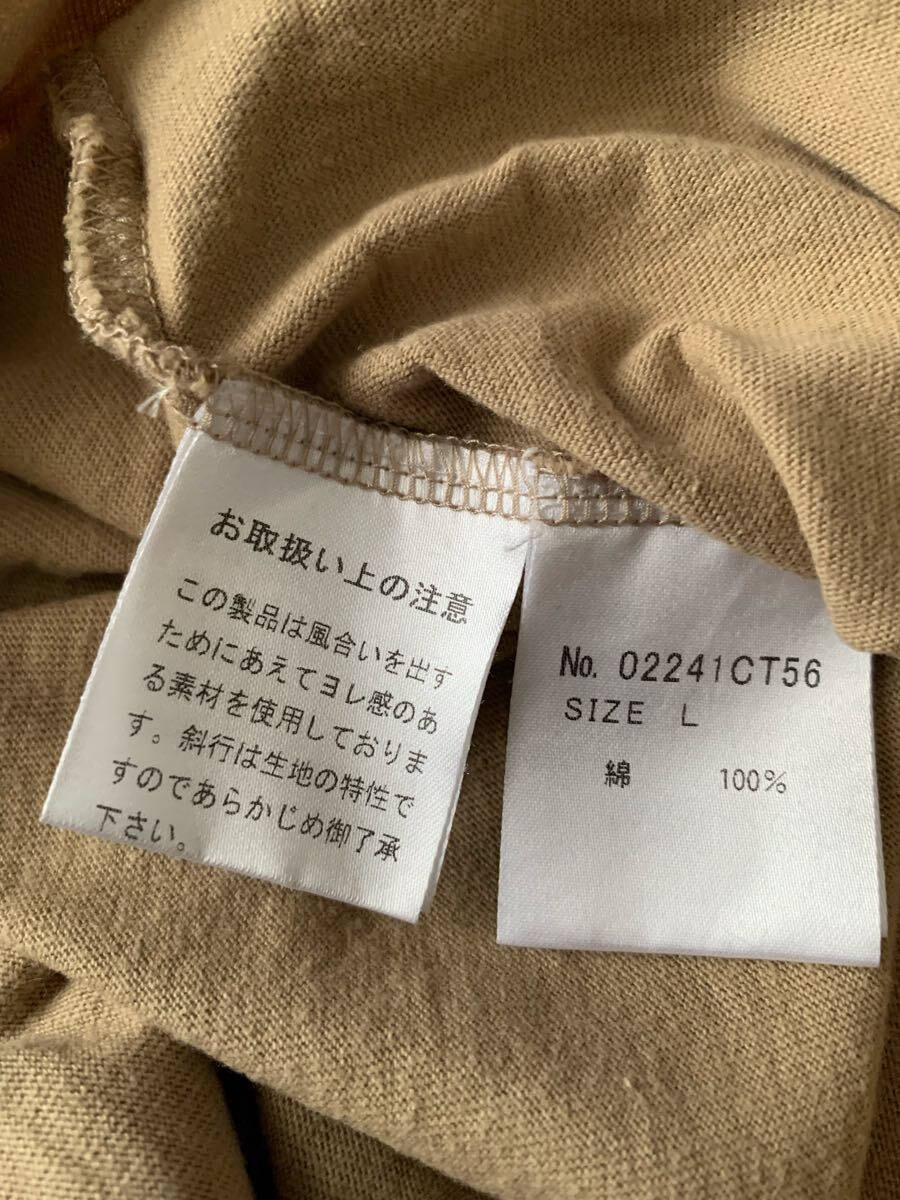 お取扱い上の注意
この製品は風合いを出す
ためにあえてヨレ感のあ
る素材を使用しておりま
す。斜行は生地の特性で
すのであらかじめ御了承
下さい。
No. 02241CT56
SIZE L
綿 100%